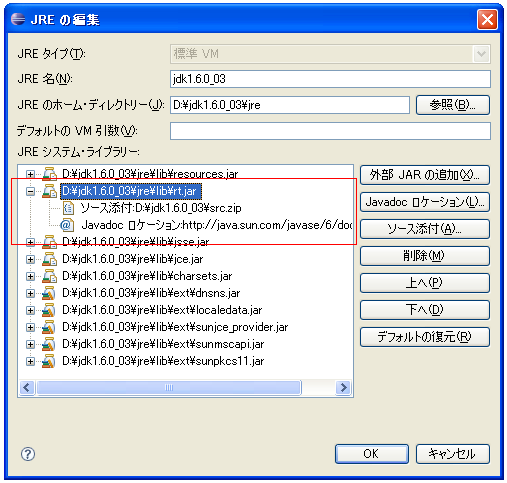 JRE の編集
JRE タイプ(T):
標準 VM
JRE 名(N):
jdk1.6.0_03
JRE のホーム・ディレクトリー(J):
D:¥jdk1.6.0_03¥jre
参照(B)...
デフォルトの VM 引数(V):
JRE システム・ライブラリー:
D:¥jdk1.6.0_03¥jre¥lib¥resources.jar
D:¥jdk1.6.0_03¥jre¥lib¥rt.jar
ソース添付:D:¥jdk1.6.0_03¥src.zip
Javadoc ロケーション:http://java.sun.com/javase/6/doc
D:¥jdk1.6.0_03¥jre¥lib¥jsse.jar
D:¥jdk1.6.0_03¥jre¥lib¥jce.jar
D:¥jdk1.6.0_03¥jre¥lib¥charsets.jar
D:¥jdk1.6.0_03¥jre¥lib¥ext¥dnsns.jar
D:¥jdk1.6.0_03¥jre¥lib¥ext¥localedata.jar
D:¥jdk1.6.0_03¥jre¥lib¥ext¥sunjce_provider.jar
D:¥jdk1.6.0_03¥jre¥lib¥ext¥sunmscapi.jar
D:¥jdk1.6.0_03¥jre¥lib¥ext¥sunpkcs11.jar
外部 JAR の追加(X)...
Javadoc ロケーション(L)...
ソース添付(A)...
削除(M)
上へ(P)
下へ(D)
デフォルトの復元(R)
?
OK
キャンセル